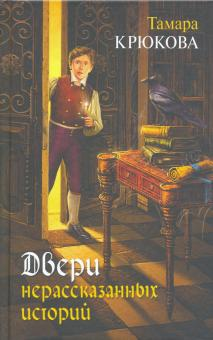 Тамара
КРЮКОВА
Двери
нерассказанных
историй